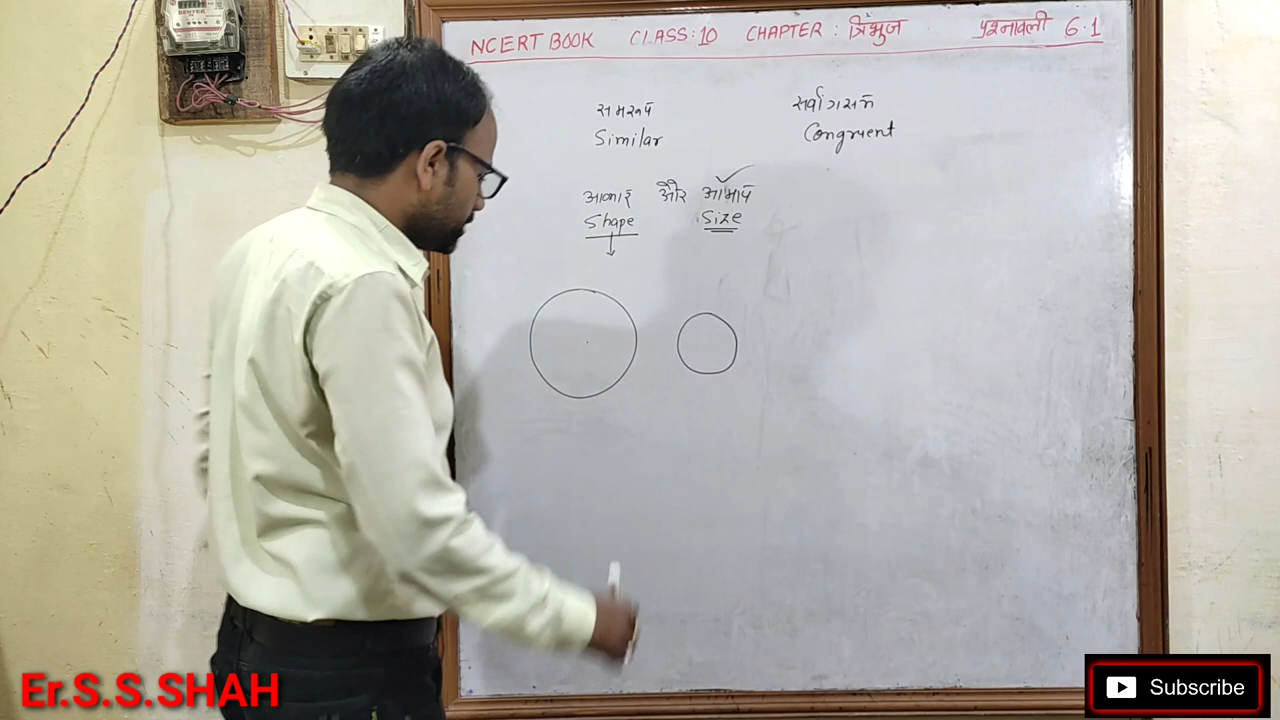 NCERT BOOK CLASS:10 CHAPTER : त्रिभुज प्रश्नावली 6.1
समरूप सर्वांगसम
Similar Congruent
आकार और आमाप
Shape Size
Er.S.S.SHAH
Subscribe